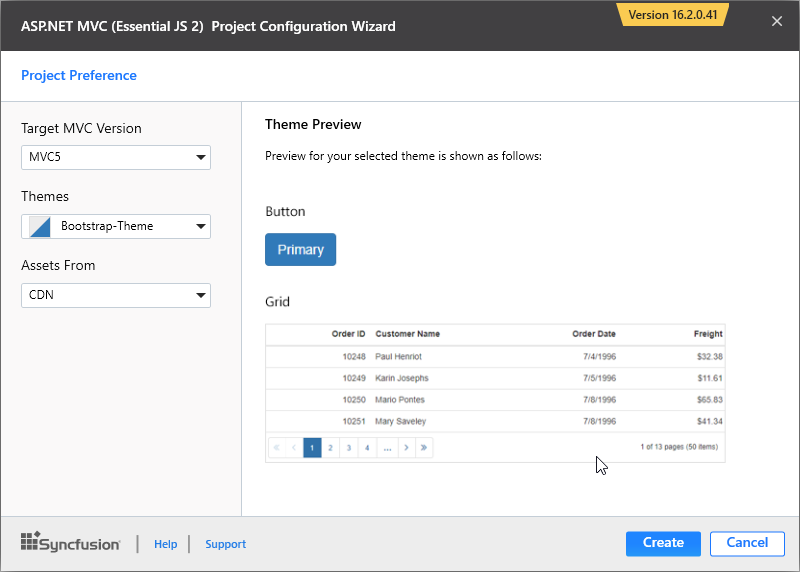 ASP.NET MVC (Essential JS 2) Project Configuration Wizard
Version 16.2.0.41
Project Preference
Target MVC Version
MVC5
Themes
Bootstrap-Theme
Assets From
CDN
Theme Preview
Preview for your selected theme is shown as follows:
Button
Primary
Grid
Order ID Customer Name Order Date Freight
10248 Paul Henriot 7/4/1996 $32.38
10249 Karin Josephs 7/5/1996 $11.61
10250 Mario Pontes 7/8/1996 $65.83
10251 Mary Saveley 7/8/1996 $41.34
« ‹ 1 2 3 4 ... › » 1 of 13 pages (50 items)
Syncfusion | Help | Support
Create Cancel